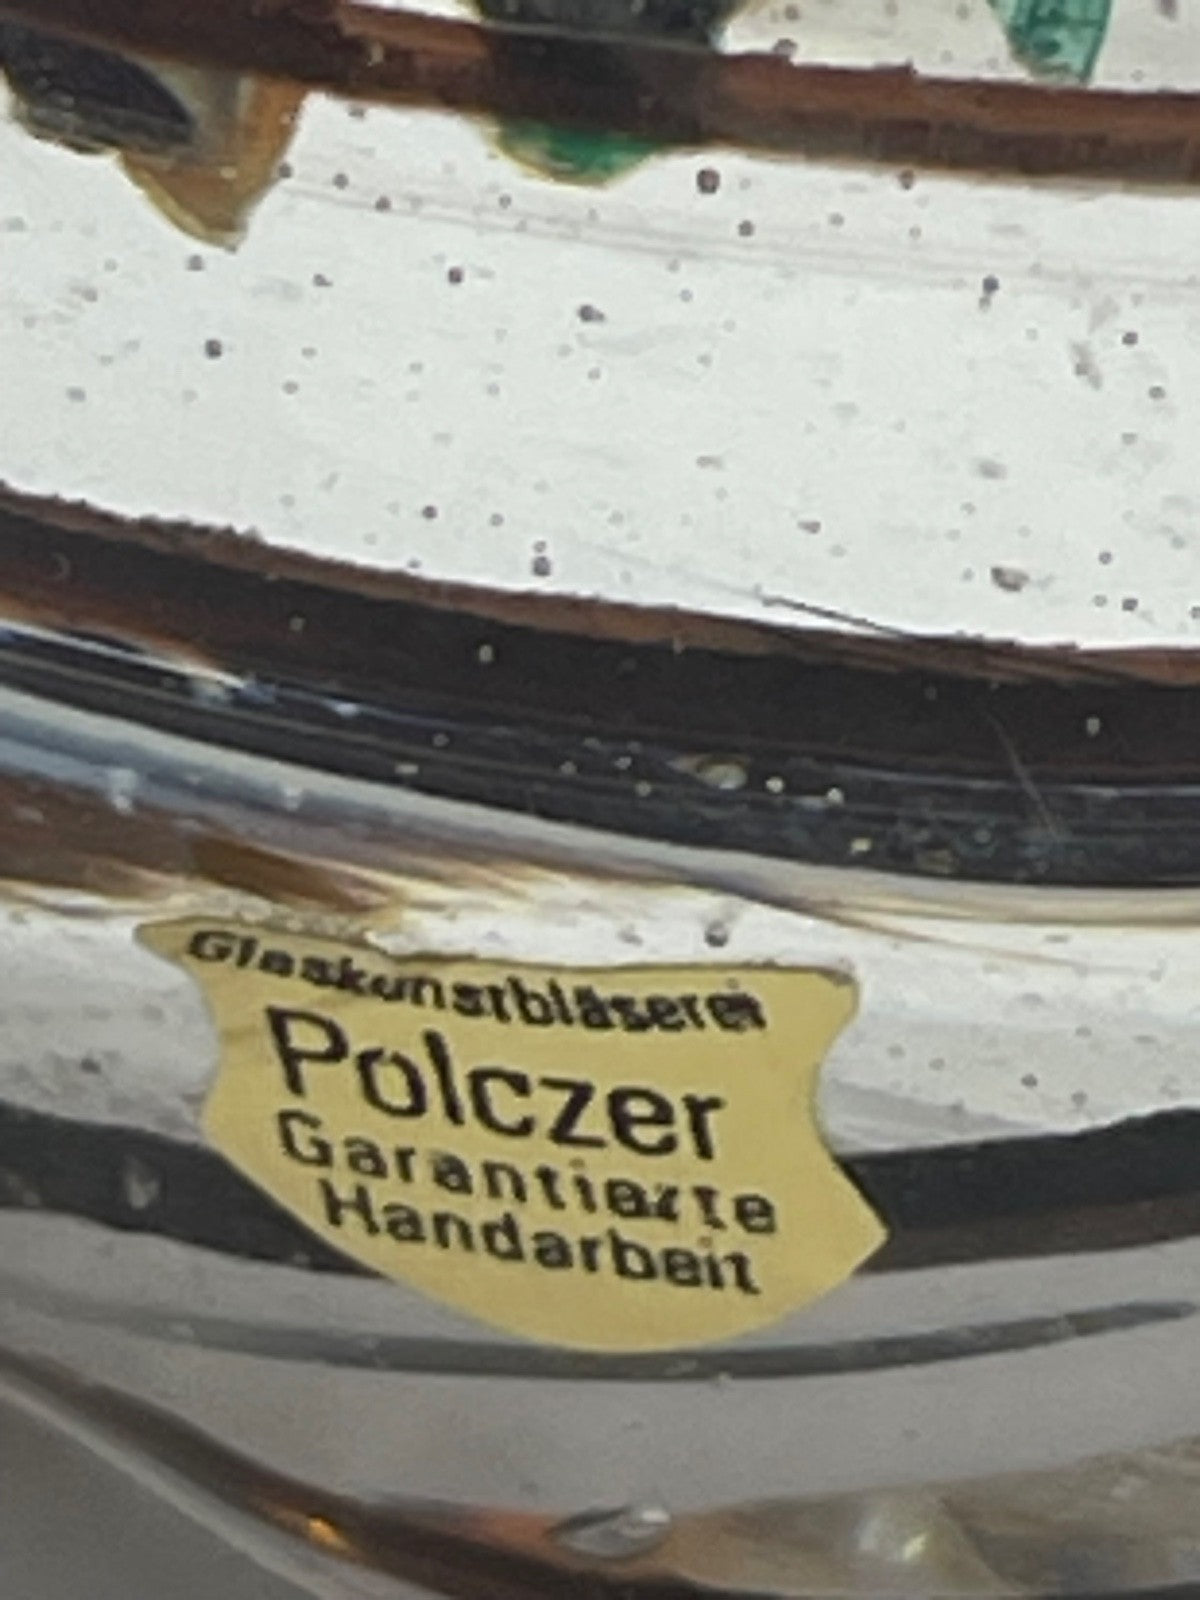 Glaskunstbläserei
Polczer
Garantierte
Handarbeit